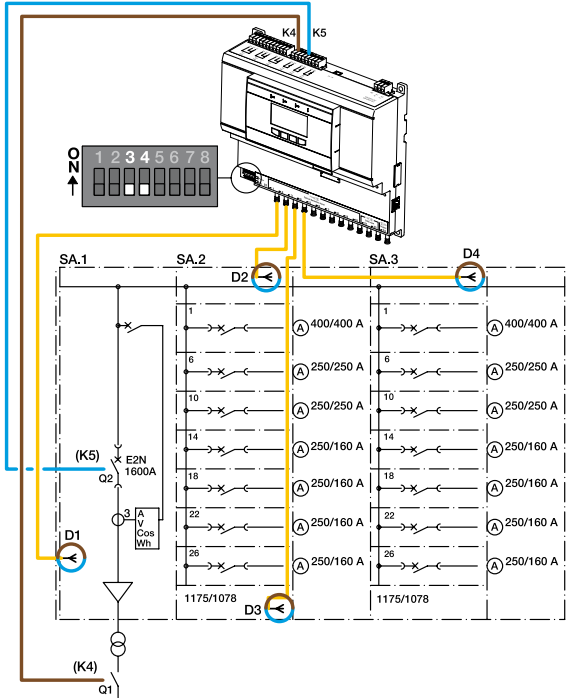 K4 K5
O
N
1 2 3 4 5 6 7 8
SA.1
SA.2
D2
SA.3
D4
1
A 400/400 A
1
A 400/400 A
6
A 250/250 A
6
A 250/250 A
10
A 250/250 A
10
A 250/250 A
14
A 250/160 A
14
A 250/160 A
(K5)
E2N
1600A
Q2
18
A 250/160 A
18
A 250/160 A
3
A
V
Cos
Wh
22
A 250/160 A
22
A 250/160 A
D1
26
A 250/160 A
26
A 250/160 A
1175/1078
D3
1175/1078
(K4)
Q1